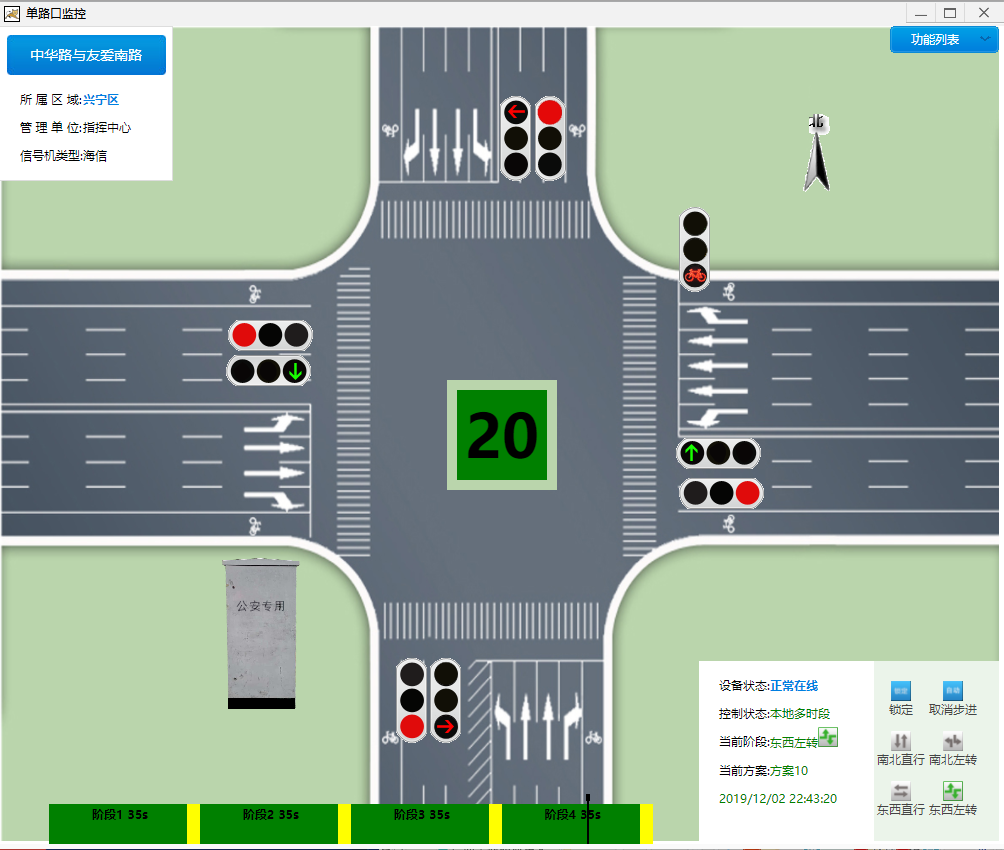 单路口监控
中华路与友爱南路
功能列表
所 属 区 域:兴宁区
管 理 单 位:指挥中心
信号机类型:海信
北
20
公安专用
设备状态:正常在线
控制状态:本地多时段
当前阶段:东西左转
当前方案:方案10
2019/12/02 22:43:20
锁定 取消步进
南北直行 南北左转
东西直行 东西左转
阶段1 35s 阶段2 35s 阶段3 35s 阶段4 35s